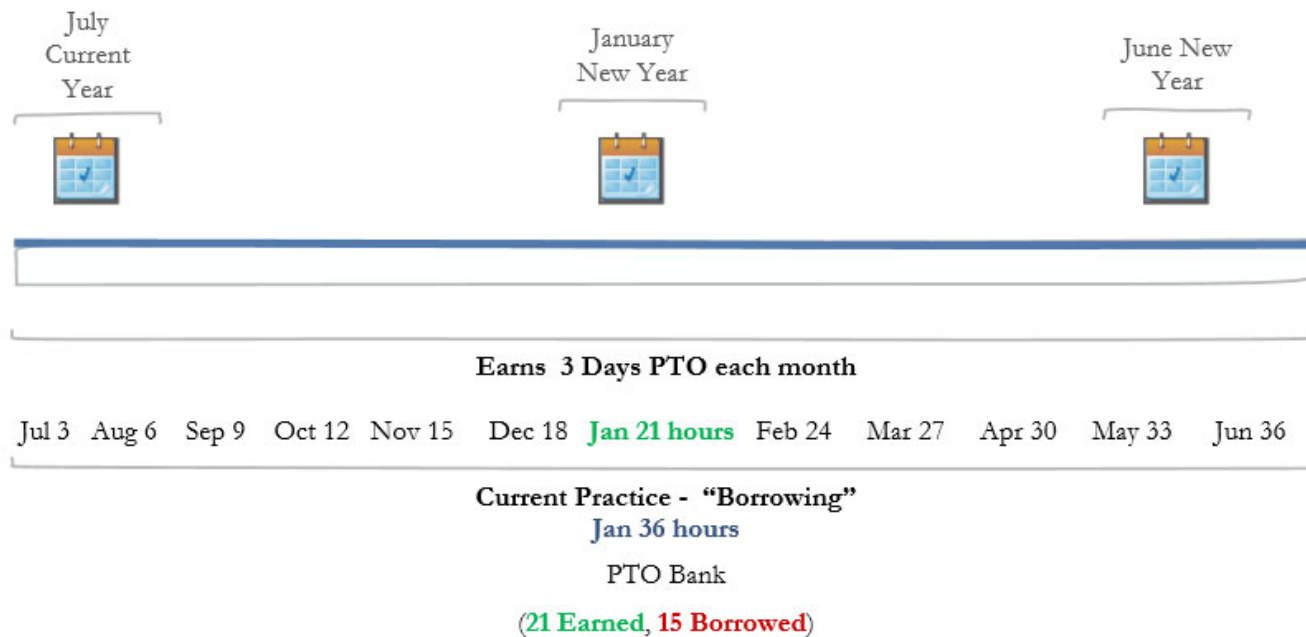 July
Current
Year
January
New Year
June New
Year
Earns 3 Days PTO each month
Jul 3 Aug 6 Sep 9 Oct 12 Nov 15 Dec 18 Jan 21 hours Feb 24 Mar 27 Apr 30 May 33 Jun 36
Current Practice - “Borrowing”
Jan 36 hours
PTO Bank
(21 Earned, 15 Borrowed)